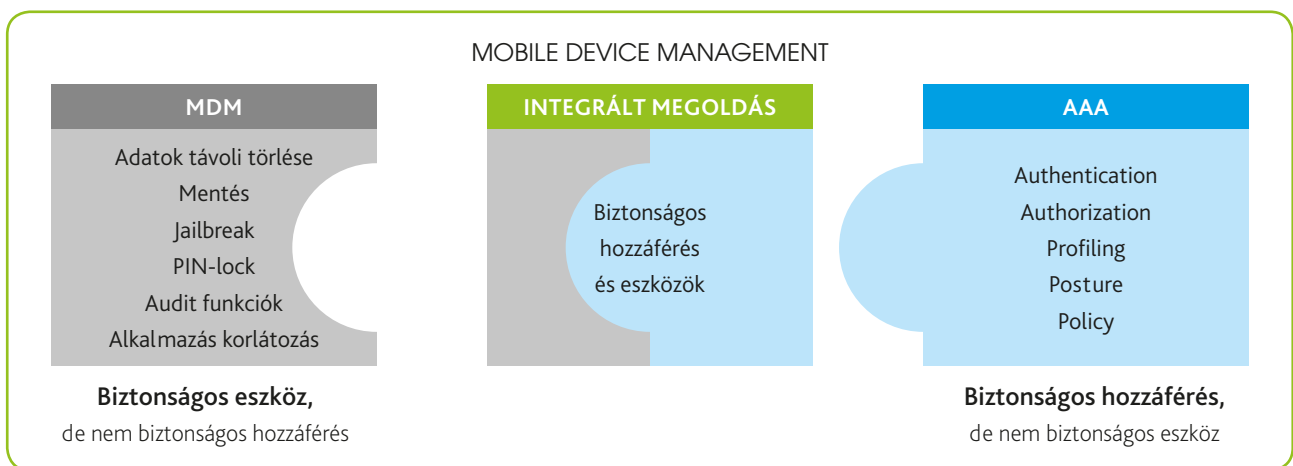 MOBILE DEVICE MANAGEMENT
MDM
Adatok távoli törlése
Mentés
Jailbreak
PIN-lock
Audit funkciók
Alkalmazás korlátozás
Biztonságos eszköz,
de nem biztonságos hozzáférés
INTEGRÁLT MEGOLDÁS
Biztonságos
hozzáférés
és eszközök
AAA
Authentication
Authorization
Profiling
Posture
Policy
Biztonságos hozzáférés,
de nem biztonságos eszköz